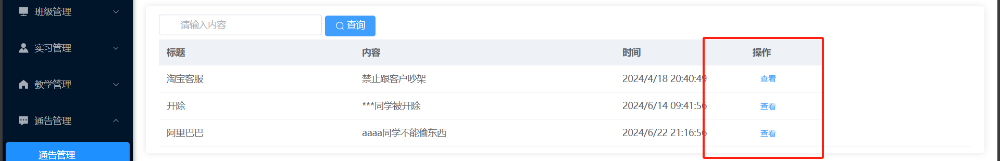 班级管理
实习管理
教学管理
通告管理
通告管理
请输入内容
查询
标题 内容 时间 操作
淘宝客服 禁止跟客户吵架 2024/4/18 20:40:49 查看
开除 ***同学被开除 2024/6/14 09:41:56 查看
阿里巴巴 aaaa同学不能偷东西 2024/6/22 21:16:56 查看